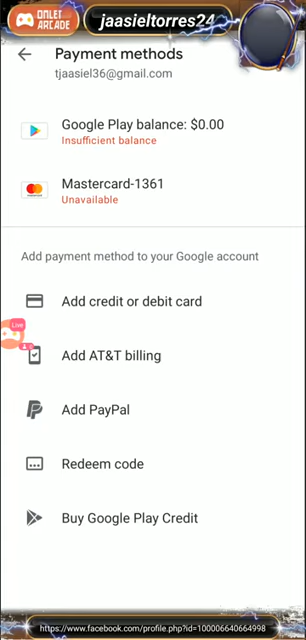 OMLET
ARCADE
jaasieltorres24
Payment methods
tjaasiel36@gmail.com
Google Play balance: $0.00
Insufficient balance
Mastercard-1361
Unavailable
Add payment method to your Google account
Add credit or debit card
Live
Add AT&T billing
Add PayPal
Redeem code
Buy Google Play Credit
https://www.facebook.com/profile.php?id=100006640664998